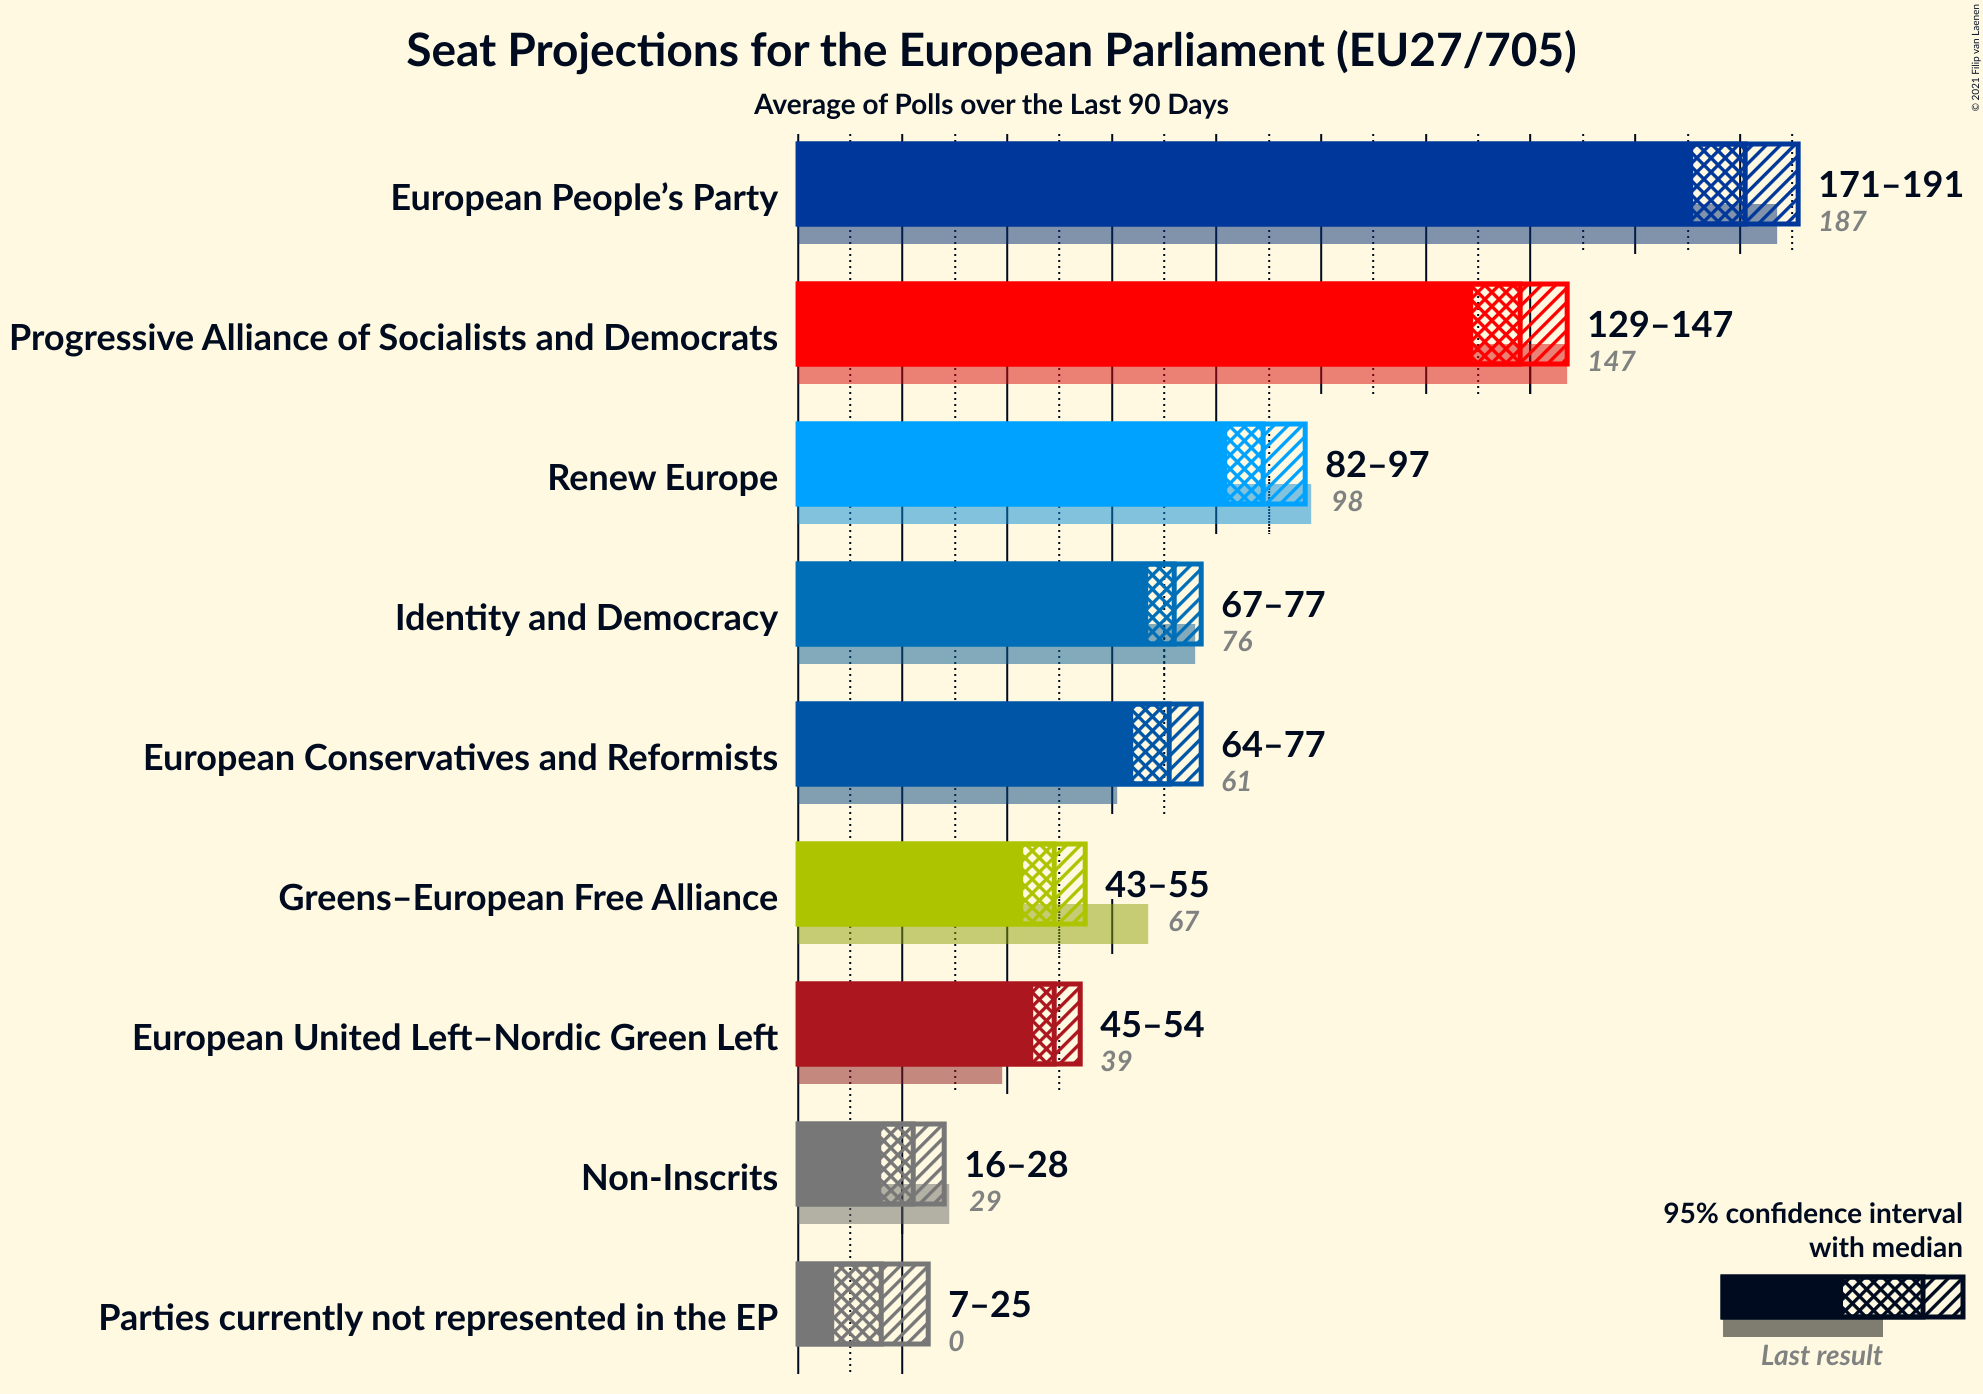 Seat Projections for the European Parliament (EU27/705)
Average of Polls over the Last 90 Days
© 2021 Filip van Laenen
European People’s Party
171–191
187
Progressive Alliance of Socialists and Democrats
129–147
147
Renew Europe
82–97
98
Identity and Democracy
67–77
76
European Conservatives and Reformists
64–77
61
Greens–European Free Alliance
43–55
67
European United Left–Nordic Green Left
45–54
39
Non-Inscrits
16–28
29
Parties currently not represented in the EP
7–25
0
95% confidence interval
with median
Last result